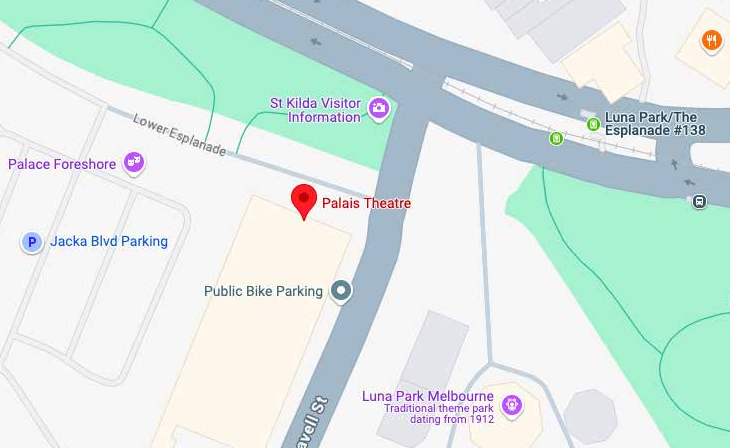 St Kilda Visitor
Information
Luna Park/The
Esplanade #138
Lower Esplanade
Palace Foreshore
Palais Theatre
P
Jacka Blvd Parking
Public Bike Parking
Luna Park Melbourne
Traditional theme park
dating from 1912
avell St